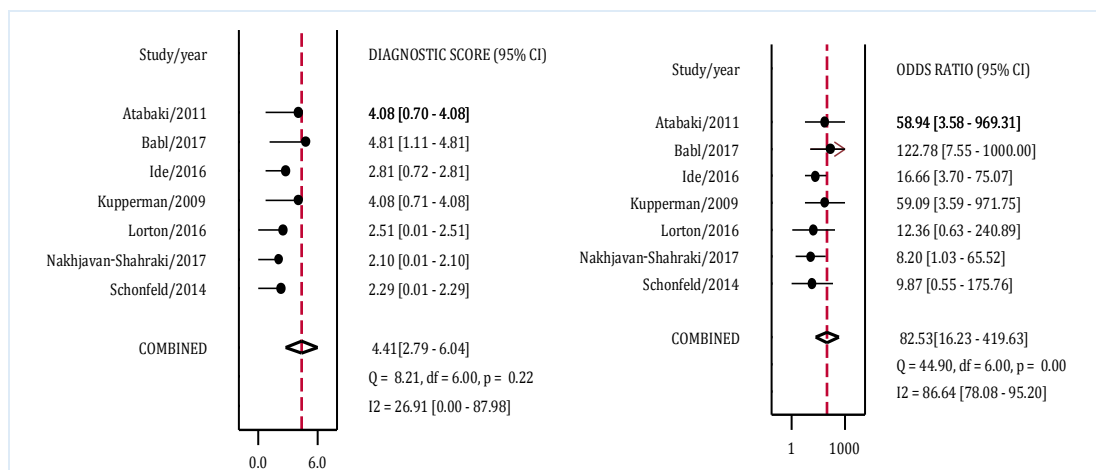 Study/year DIAGNOSTIC SCORE (95% CI)
Atabaki/2011 4.08 [0.70 - 4.08]
Babl/2017 4.81 [1.11 - 4.81]
Ide/2016 2.81 [0.72 - 2.81]
Kupperman/2009 4.08 [0.71 - 4.08]
Lorton/2016 2.51 [0.01 - 2.51]
Nakhjavan-Shahraki/2017 2.10 [0.01 - 2.10]
Schonfeld/2014 2.29 [0.01 - 2.29]
COMBINED 4.41[2.79 - 6.04]
Q = 8.21, df = 6.00, p = 0.22
I2 = 26.91 [0.00 - 87.98]
0.0 6.0
Study/year ODDS RATIO (95% CI)
Atabaki/2011 58.94 [3.58 - 969.31]
Babl/2017 122.78 [7.55 - 1000.00]
Ide/2016 16.66 [3.70 - 75.07]
Kupperman/2009 59.09 [3.59 - 971.75]
Lorton/2016 12.36 [0.63 - 240.89]
Nakhjavan-Shahraki/2017 8.20 [1.03 - 65.52]
Schonfeld/2014 9.87 [0.55 - 175.76]
COMBINED 82.53[16.23 - 419.63]
Q = 44.90, df = 6.00, p = 0.00
I2 = 86.64 [78.08 - 95.20]
1 1000